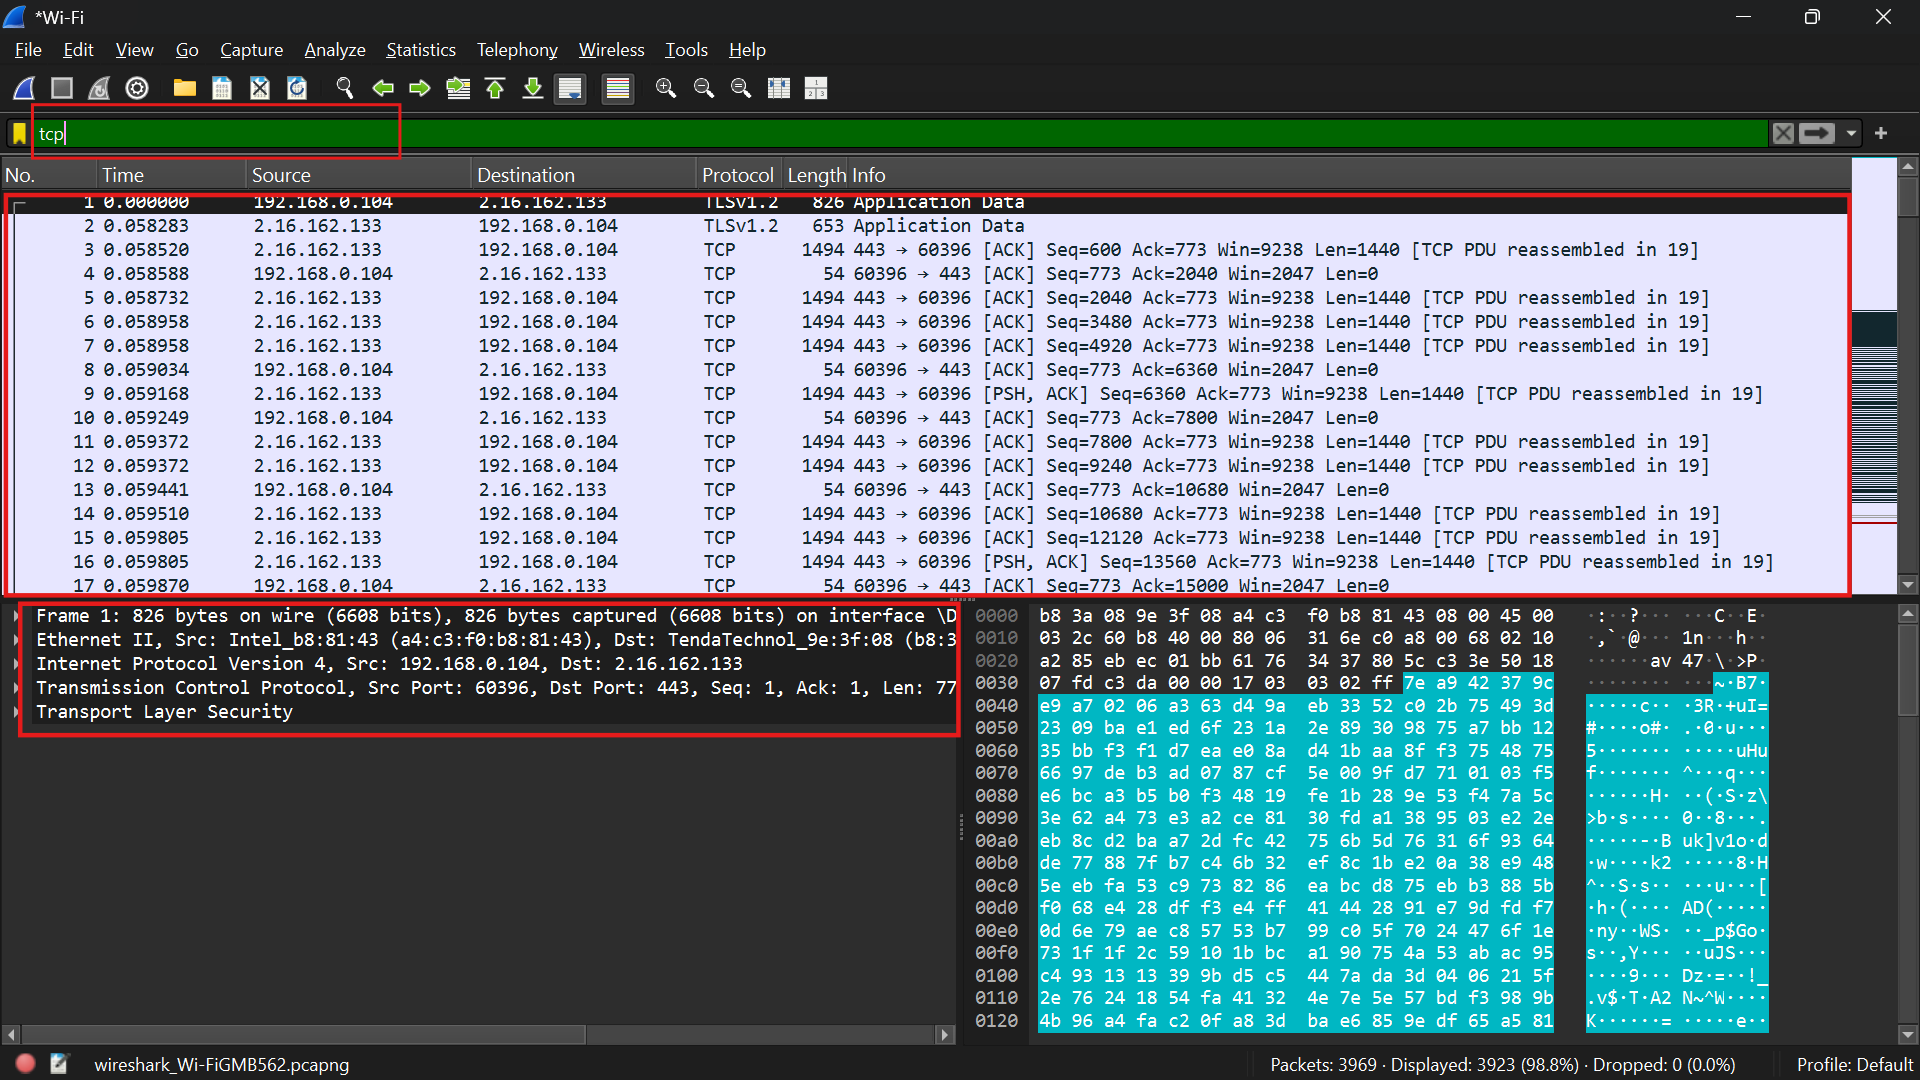 *Wi-Fi
File Edit View Go Capture Analyze Statistics Telephony Wireless Tools Help
tcp
No. Time Source Destination Protocol Length Info
1 0.000000 192.168.0.104 2.16.162.133 TLSv1.2 826 Application Data
2 0.058283 2.16.162.133 192.168.0.104 TLSv1.2 653 Application Data
3 0.058520 2.16.162.133 192.168.0.104 TCP 1494 443 → 60396 [ACK] Seq=600 Ack=773 Win=9238 Len=1440 [TCP PDU reassembled in 19]
4 0.058588 192.168.0.104 2.16.162.133 TCP 54 60396 → 443 [ACK] Seq=773 Ack=2040 Win=2047 Len=0
5 0.058732 2.16.162.133 192.168.0.104 TCP 1494 443 → 60396 [ACK] Seq=2040 Ack=773 Win=9238 Len=1440 [TCP PDU reassembled in 19]
6 0.058958 2.16.162.133 192.168.0.104 TCP 1494 443 → 60396 [ACK] Seq=3480 Ack=773 Win=9238 Len=1440 [TCP PDU reassembled in 19]
7 0.058958 2.16.162.133 192.168.0.104 TCP 1494 443 → 60396 [ACK] Seq=4920 Ack=773 Win=9238 Len=1440 [TCP PDU reassembled in 19]
8 0.059034 192.168.0.104 2.16.162.133 TCP 54 60396 → 443 [ACK] Seq=773 Ack=6360 Win=2047 Len=0
9 0.059168 2.16.162.133 192.168.0.104 TCP 1494 443 → 60396 [PSH, ACK] Seq=6360 Ack=773 Win=9238 Len=1440 [TCP PDU reassembled in 19]
10 0.059249 192.168.0.104 2.16.162.133 TCP 54 60396 → 443 [ACK] Seq=773 Ack=7800 Win=2047 Len=0
11 0.059372 2.16.162.133 192.168.0.104 TCP 1494 443 → 60396 [ACK] Seq=7800 Ack=773 Win=9238 Len=1440 [TCP PDU reassembled in 19]
12 0.059372 2.16.162.133 192.168.0.104 TCP 1494 443 → 60396 [ACK] Seq=9240 Ack=773 Win=9238 Len=1440 [TCP PDU reassembled in 19]
13 0.059441 192.168.0.104 2.16.162.133 TCP 54 60396 → 443 [ACK] Seq=773 Ack=10680 Win=2047 Len=0
14 0.059510 2.16.162.133 192.168.0.104 TCP 1494 443 → 60396 [ACK] Seq=10680 Ack=773 Win=9238 Len=1440 [TCP PDU reassembled in 19]
15 0.059805 2.16.162.133 192.168.0.104 TCP 1494 443 → 60396 [ACK] Seq=12120 Ack=773 Win=9238 Len=1440 [TCP PDU reassembled in 19]
16 0.059805 2.16.162.133 192.168.0.104 TCP 1494 443 → 60396 [PSH, ACK] Seq=13560 Ack=773 Win=9238 Len=1440 [TCP PDU reassembled in 19]
17 0.059870 192.168.0.104 2.16.162.133 TCP 54 60396 → 443 [ACK] Seq=773 Ack=15000 Win=2047 Len=0
Frame 1: 826 bytes on wire (6608 bits), 826 bytes captured (6608 bits) on interface \D
Ethernet II, Src: Intel_b8:81:43 (a4:c3:f0:b8:81:43), Dst: TendaTechnol_9e:3f:08 (b8:3
Internet Protocol Version 4, Src: 192.168.0.104, Dst: 2.16.162.133
Transmission Control Protocol, Src Port: 60396, Dst Port: 443, Seq: 1, Ack: 1, Len: 77
Transport Layer Security
0000 b8 3a 08 9e 3f 08 a4 c3 f0 b8 81 43 08 00 45 00 ·:··?··· ···C··E·
0010 03 2c 60 b8 40 00 80 06 31 6e c0 a8 00 68 02 10 ·,`·@··· 1n···h··
0020 a2 85 eb ec 01 bb 61 76 34 37 80 5c c3 3e 50 18 ······av 47·\·>P·
0030 07 fd c3 da 00 00 17 03 03 02 ff 7e a9 42 37 9c ········ ···~·B7·
0040 e9 a7 02 06 a3 63 d4 9a eb 33 52 c0 2b 75 49 3d ·····c·· ·3R·+uI=
0050 23 09 ba e1 ed 6f 23 1a 2e 89 30 98 75 a7 bb 12 #····o#· .·0·u···
0060 35 bb f3 f1 d7 ea e0 8a d4 1b aa 8f f3 75 48 75 5······· ·····uHu
0070 66 97 de b3 ad 07 87 cf 5e 00 9f d7 71 01 03 f5 f······· ^···q···
0080 e6 bc a3 b5 b0 f3 48 19 fe 1b 28 9e 53 f4 7a 5c ······H· ··(·S·z\
0090 3e 62 a4 73 e3 a2 ce 81 30 fd a1 38 95 03 e2 2e >b·s···· 0··8···.
00a0 eb 8c d2 ba a7 2d fc 42 75 6b 5d 76 31 6f 93 64 ·····-·B uk]v1o·d
00b0 de 77 88 7f b7 c4 6b 32 ef 8c 1b e2 0a 38 e9 48 ·w····k2 ·····8·H
00c0 5e eb fa 53 c9 73 82 86 ea bc d8 75 eb b3 88 5b ^··S·s·· ···u···[
00d0 f0 68 e4 28 df f3 e4 ff 41 44 28 91 e7 9d fd f7 ·h·(···· AD(·····
00e0 0d 6e 79 ae c8 57 53 b7 99 c0 5f 70 24 47 6f 1e ·ny··WS· ··_p$Go·
00f0 73 1f 1f 2c 59 10 1b bc a1 90 75 4a 53 ab ac 95 s··,Y··· ··uJS···
0100 c4 93 13 13 39 9b d5 c5 44 7a da 3d 04 06 21 5f ····9··· Dz·=··!_
0110 2e 76 24 18 54 fa 41 32 4e 7e 5e 57 bd f3 98 9b .v$·T·A2 N~^W····
0120 4b 96 a4 fa c2 0f a8 3d ba e6 85 9e df 65 a5 81 K······= ·····e··
wireshark_Wi-FiGMB562.pcapng
Packets: 3969 · Displayed: 3923 (98.8%) · Dropped: 0 (0.0%)
Profile: Default